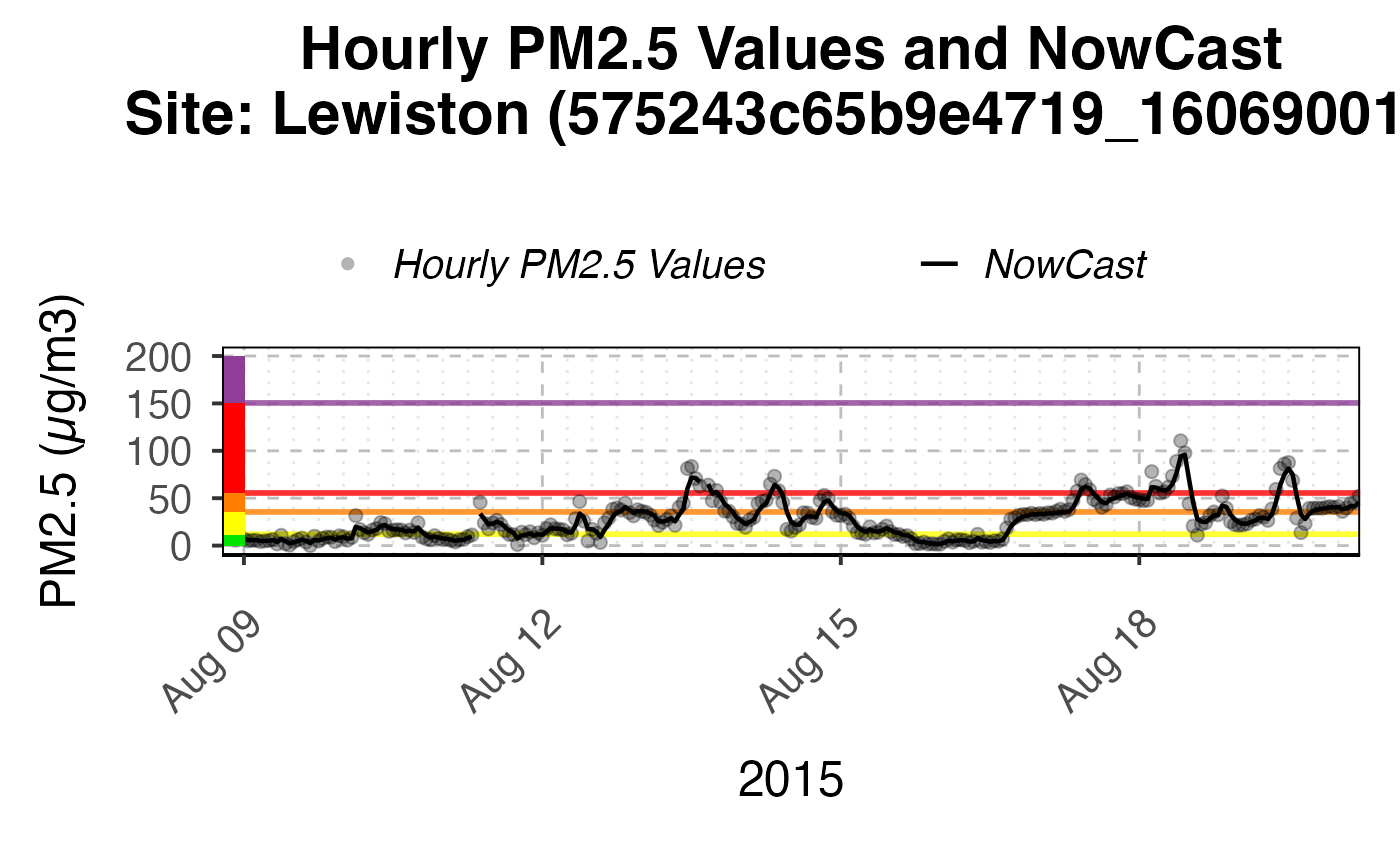 Hourly PM2.5 Values and NowCast
Site: Lewiston (575243c65b9e4719_16069001
Hourly PM2.5 Values
NowCast
PM2.5 (µg/m3)
200
150
100
50
0
Aug 09
Aug 12
Aug 15
Aug 18
2015